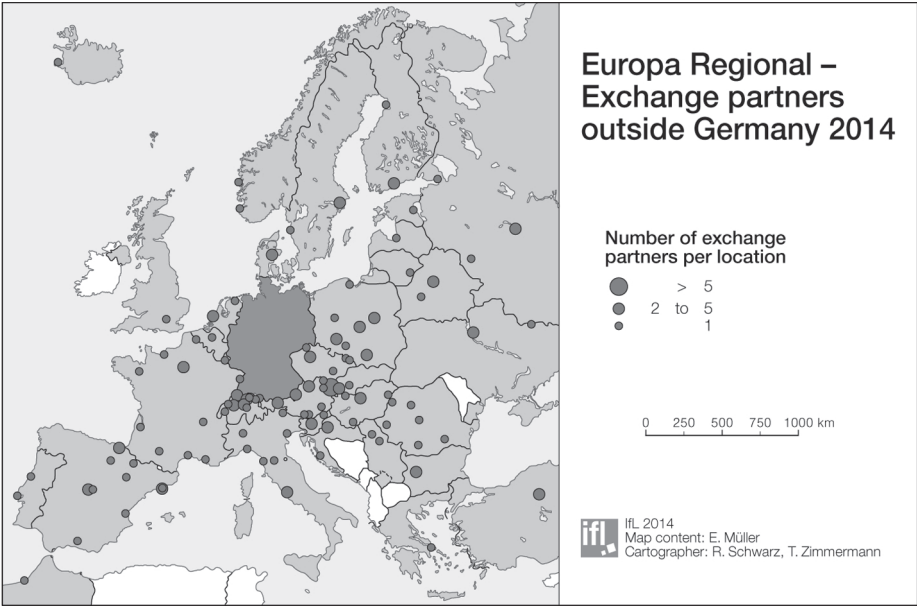 Europa Regional –
Exchange partners
outside Germany 2014
Number of exchange
partners per location
> 5
2 to 5
1
0 250 500 750 1000 km
ifl.
IfL 2014
Map content: E. Müller
Cartographer: R. Schwarz, T. Zimmermann